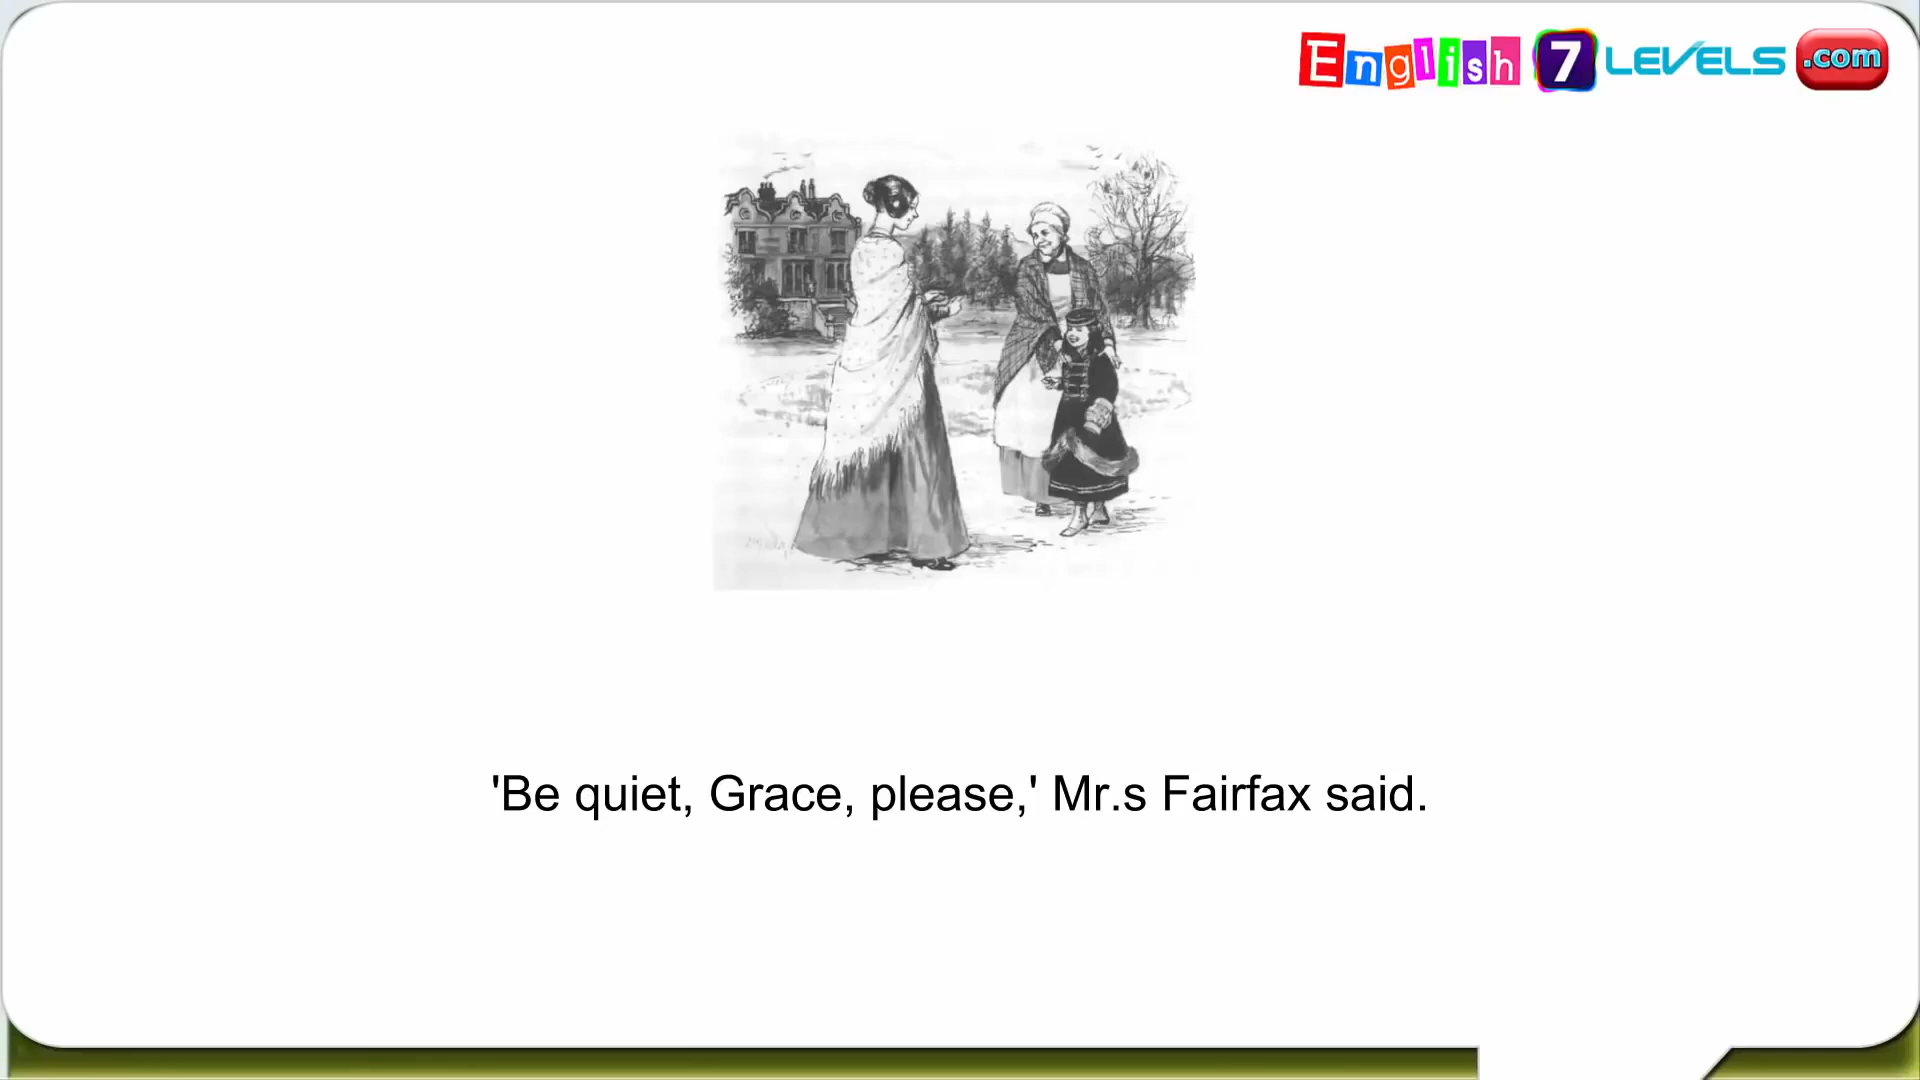 English 7 LEVELS .com
'Be quiet, Grace, please,' Mr.s Fairfax said.